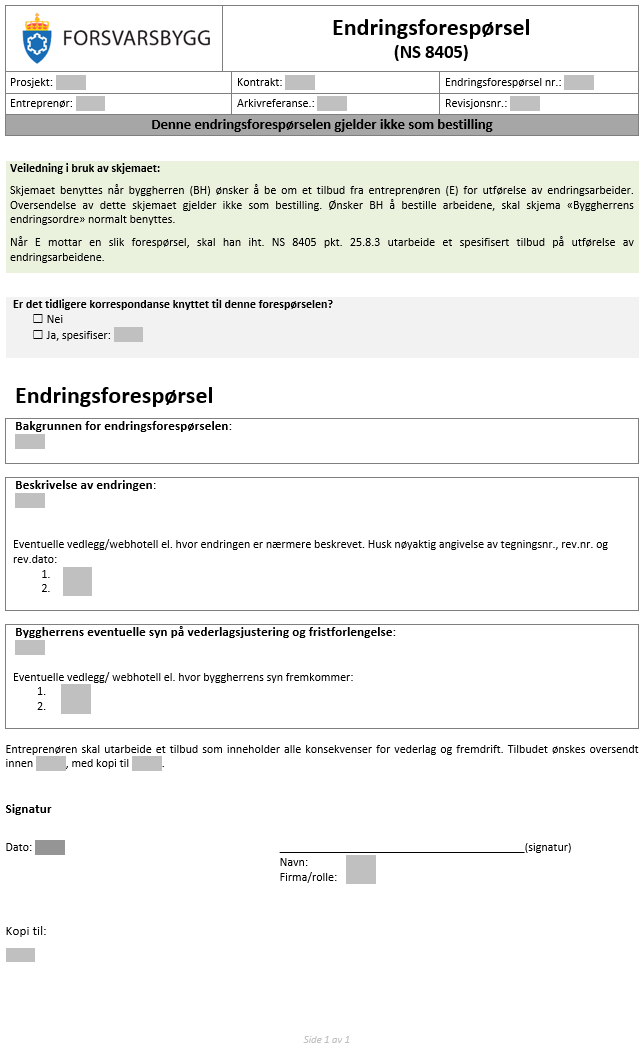 FORSVARSBYGG
Endringsforespørsel
(NS 8405)
Prosjekt:
Kontrakt:
Endringsforespørsel nr.:
Entreprenør:
Arkivreferanse.:
Revisjonsnr.:
Denne endringsforespørselen gjelder ikke som bestilling
Veiledning i bruk av skjemaet:
Skjemaet benyttes når byggherren (BH) ønsker å be om et tilbud fra entreprenøren (E) for utførelse av endringsarbeider.
Oversendelse av dette skjemaet gjelder ikke som bestilling. Ønsker BH å bestille arbeidene, skal skjema «Byggherrens
endringsordre» normalt benyttes.
Når E mottar en slik forespørsel, skal han iht. NS 8405 pkt. 25.8.3 utarbeide et spesifisert tilbud på utførelse av
endringsarbeidene.
Er det tidligere korrespondanse knyttet til denne forespørselen?
☐ Nei
☐ Ja, spesifiser:
Endringsforespørsel
Bakgrunnen for endringsforespørselen:
Beskrivelse av endringen:
Eventuelle vedlegg/webhotell el. hvor endringen er nærmere beskrevet. Husk nøyaktig angivelse av tegningsnr., rev.nr. og
rev.dato:
1.
2.
Byggherrens eventuelle syn på vederlagsjustering og fristforlengelse:
Eventuelle vedlegg/ webhotell el. hvor byggherrens syn fremkommer:
1.
2.
Entreprenøren skal utarbeide et tilbud som inneholder alle konsekvenser for vederlag og fremdrift. Tilbudet ønskes oversendt
innen , med kopi til .
Signatur
Dato:
(signatur)
Navn:
Firma/rolle:
Kopi til:
Side 1 av 1